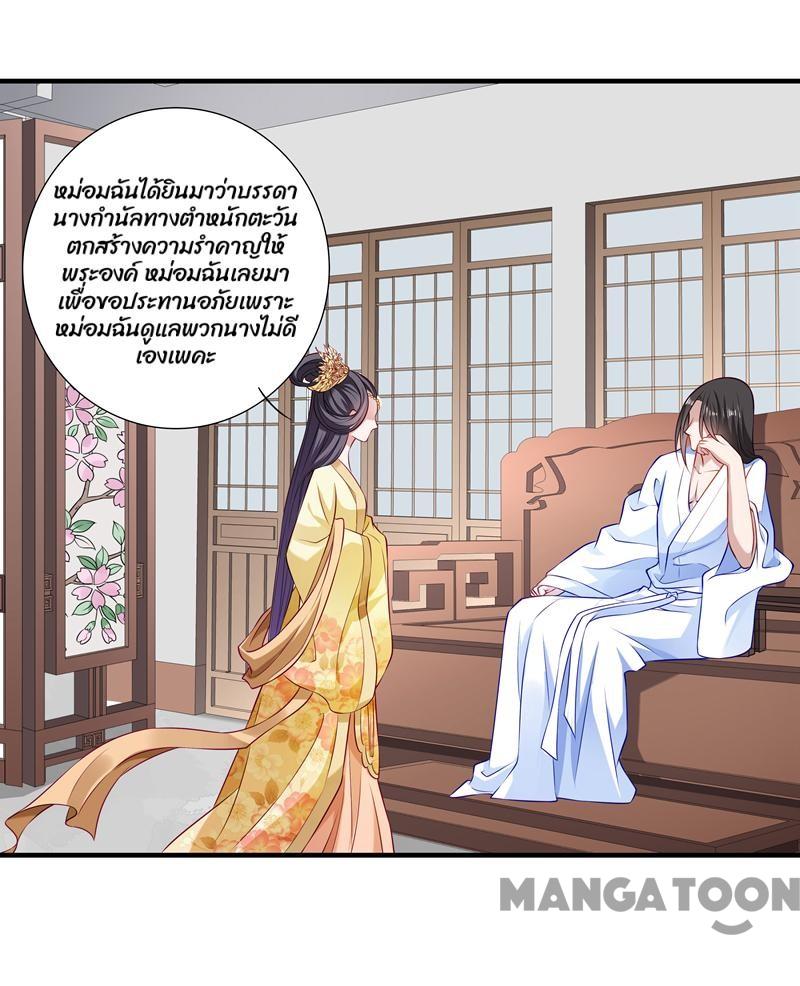 หม่อมฉันได้ยินมาว่าบรรดา
นางกำนัลทางตำหนักตะวัน
ตกสร้างความรำคาญให้
พระองค์ หม่อมฉันเลยมา
เพื่อขอประทานอภัยเพราะ
หม่อมฉันดูแลพวกนางไม่ดี
เองเพคะ
MANGA TOON